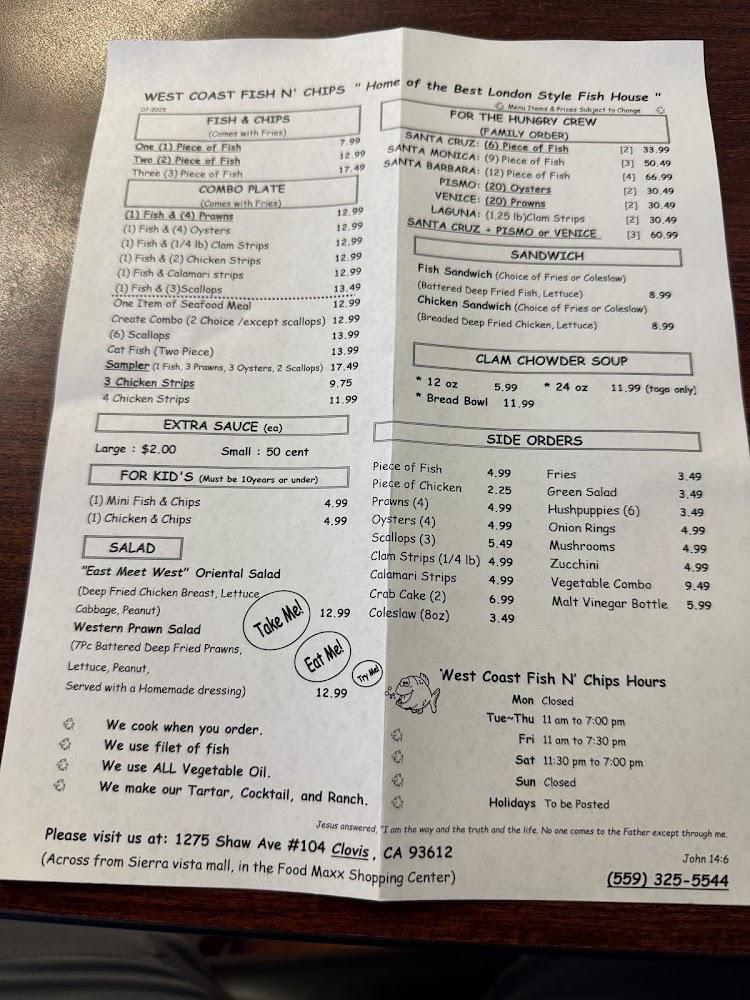 WEST COAST FISH N' CHIPS " Home of the Best London Style Fish House "
07-2025
Menu Items & Prices Subject to Change
FISH & CHIPS
(Comes with Fries)
One (1) Piece of Fish 7.99
Two (2) Piece of Fish 12.99
Three (3) Piece of Fish 17.49
COMBO PLATE
(Comes with Fries)
(1) Fish & (4) Prawns 12.99
(1) Fish & (4) Oysters 12.99
(1) Fish & (1/4 lb) Clam Strips 12.99
(1) Fish & (2) Chicken Strips 12.99
(1) Fish & Calamari strips 12.99
(1) Fish & (3)Scallops 13.49
One Item of Seafood Meal 12.99
Create Combo (2 Choice /except scallops) 12.99
(6) Scallops 13.99
Cat Fish (Two Piece) 13.99
Sampler (1 Fish, 3 Prawns, 3 Oysters, 2 Scallops) 17.49
3 Chicken Strips 9.75
4 Chicken Strips 11.99
EXTRA SAUCE (ea)
Large : $2.00 Small : 50 cent
FOR KID'S (Must be 10years or under)
(1) Mini Fish & Chips 4.99
(1) Chicken & Chips 4.99
SALAD
"East Meet West" Oriental Salad
(Deep Fried Chicken Breast, Lettuce
Cabbage, Peanut) 12.99
Western Prawn Salad
(7Pc Battered Deep Fried Prawns,
Lettuce, Peanut,
Served with a Homemade dressing) 12.99
Take Me!
Eat Me!
Try Me!
We cook when you order.
We use filet of fish
We use ALL Vegetable Oil.
We make our Tartar, Cocktail, and Ranch.
FOR THE HUNGRY CREW
(FAMILY ORDER)
SANTA CRUZ: (6) Piece of Fish [2] 33.99
SANTA MONICA: (9) Piece of Fish [3] 50.49
SANTA BARBARA: (12) Piece of Fish [4] 66.99
PISMO: (20) Oysters [2] 30.49
VENICE: (20) Prawns [2] 30.49
LAGUNA: (1.25 lb)Clam Strips [2] 30.49
SANTA CRUZ + PISMO or VENICE [3] 60.99
SANDWICH
Fish Sandwich (Choice of Fries or Coleslaw)
(Battered Deep Fried Fish, Lettuce) 8.99
Chicken Sandwich (Choice of Fries or Coleslaw)
(Breaded Deep Fried Chicken, Lettuce) 8.99
CLAM CHOWDER SOUP
* 12 oz 5.99 * 24 oz 11.99 (togo only)
* Bread Bowl 11.99
SIDE ORDERS
Piece of Fish 4.99
Piece of Chicken 2.25
Prawns (4) 4.99
Oysters (4) 4.99
Scallops (3) 5.49
Clam Strips (1/4 lb) 4.99
Calamari Strips 4.99
Crab Cake (2) 6.99
Coleslaw (8oz) 3.49
Fries 3.49
Green Salad 3.49
Hushpuppies (6) 3.49
Onion Rings 4.99
Mushrooms 4.99
Zucchini 4.99
Vegetable Combo 9.49
Malt Vinegar Bottle 5.99
West Coast Fish N' Chips Hours
Mon Closed
Tue~Thu 11 am to 7:00 pm
Fri 11 am to 7:30 pm
Sat 11:30 pm to 7:00 pm
Sun Closed
Holidays To be Posted
Jesus answered, "I am the way and the truth and the life. No one comes to the Father except through me.
John 14:6
Please visit us at: 1275 Shaw Ave #104 Clovis, CA 93612
(Across from Sierra vista mall, in the Food Maxx Shopping Center)
(559) 325-5544